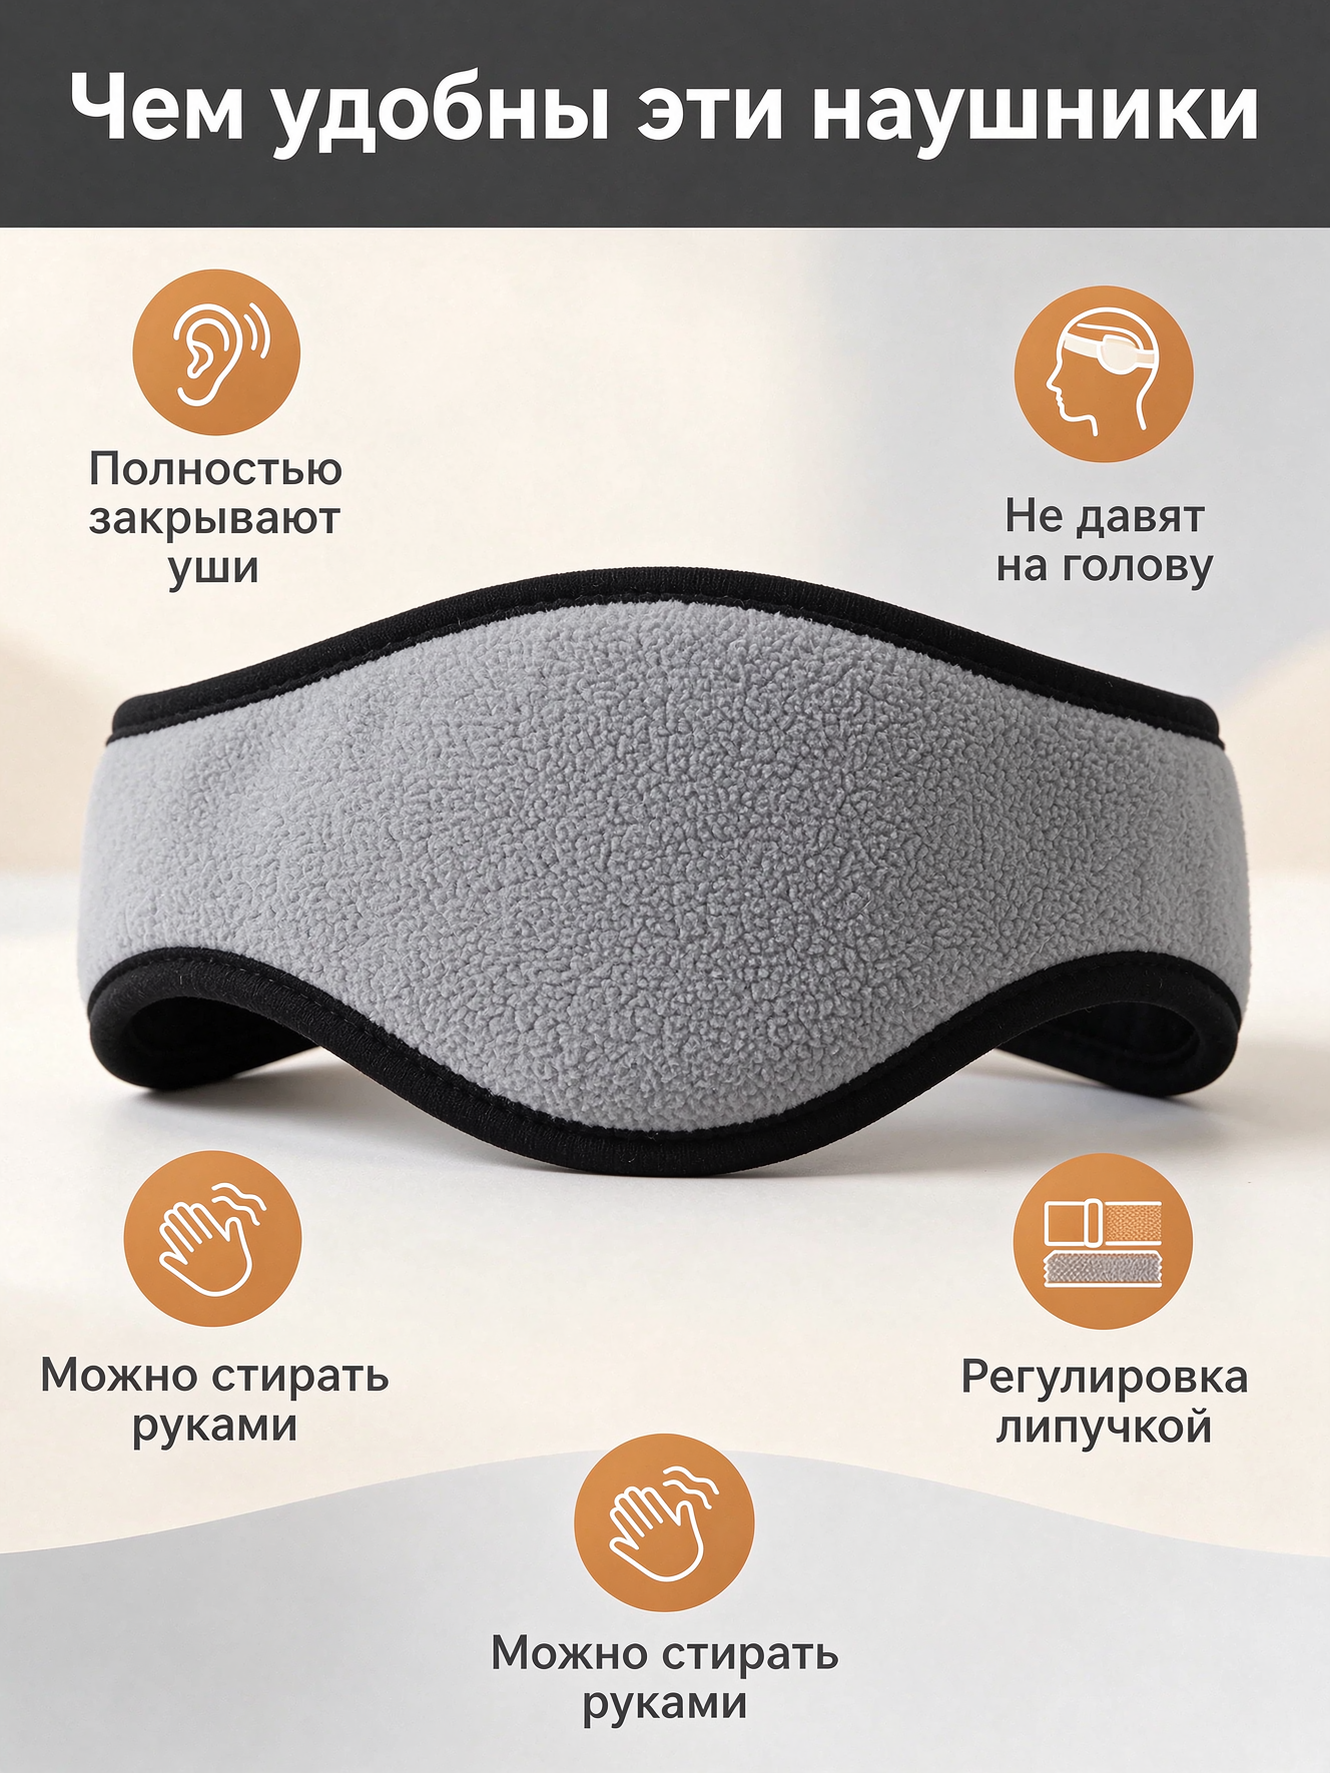 Чем удобны эти наушники
Полностью
закрывают
уши
Не давят
на голову
Можно стирать
руками
Регулировка
липучкой
Можно стирать
руками